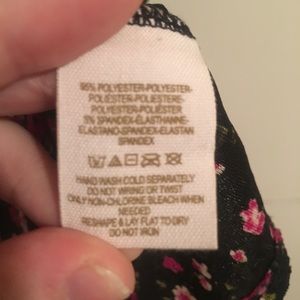 95% POLYESTER-POLYESTER-
POLIÉSTER-POLIESTERE-
POLIESTER-POLYESTER
5% SPANDEX-ÉLASTHANNE-
ELASTANO-SPANDEX-ELASTAN
SPANDEX
HAND WASH COLD SEPARATELY
DO NOT WRING OR TWIST
ONLY NON-CHLORINE BLEACH WHEN
NEEDED
RESHAPE & LAY FLAT TO DRY
DO NOT IRON